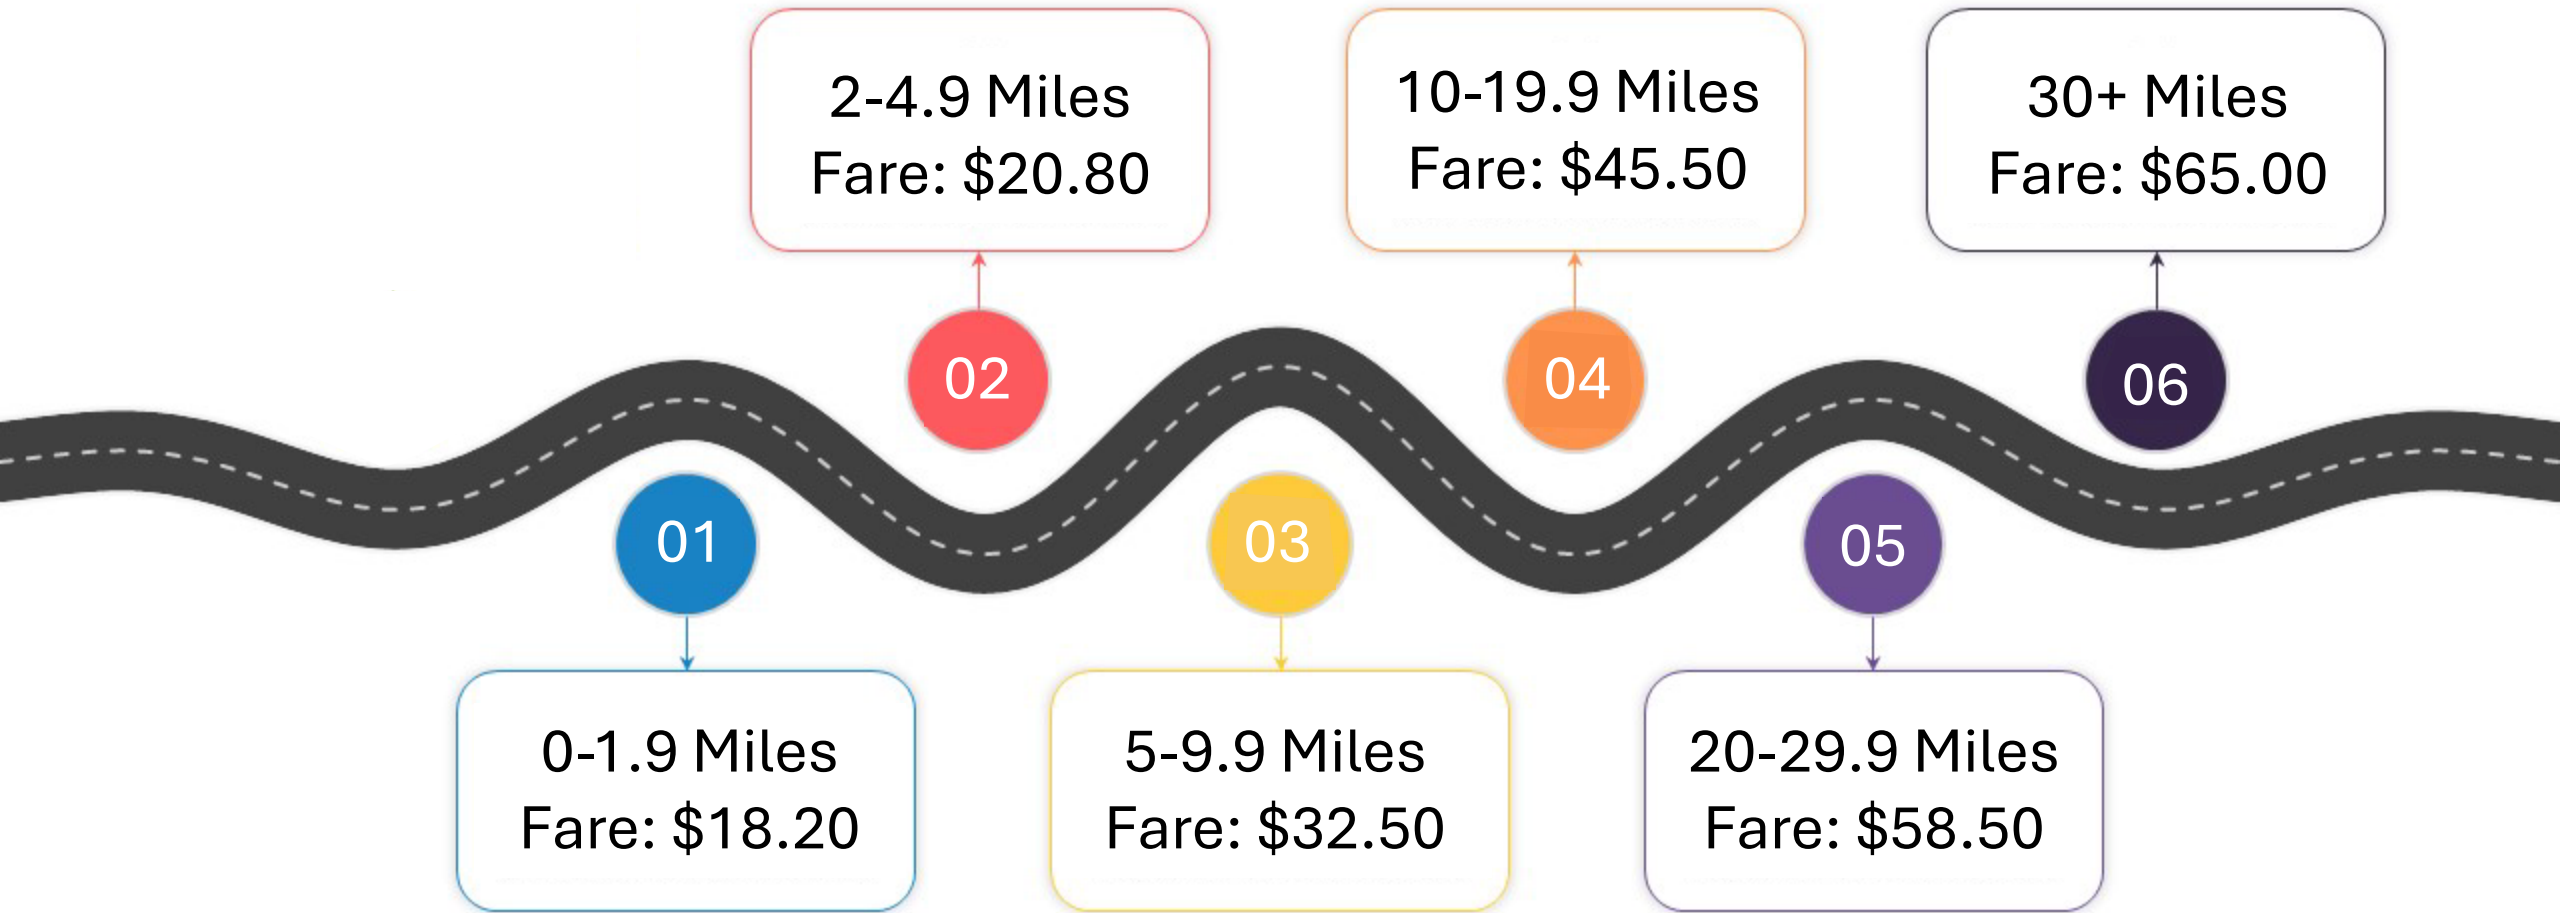 01
0-1.9 Miles
Fare: $18.20
02
2-4.9 Miles
Fare: $20.80
03
5-9.9 Miles
Fare: $32.50
04
10-19.9 Miles
Fare: $45.50
05
20-29.9 Miles
Fare: $58.50
06
30+ Miles
Fare: $65.00